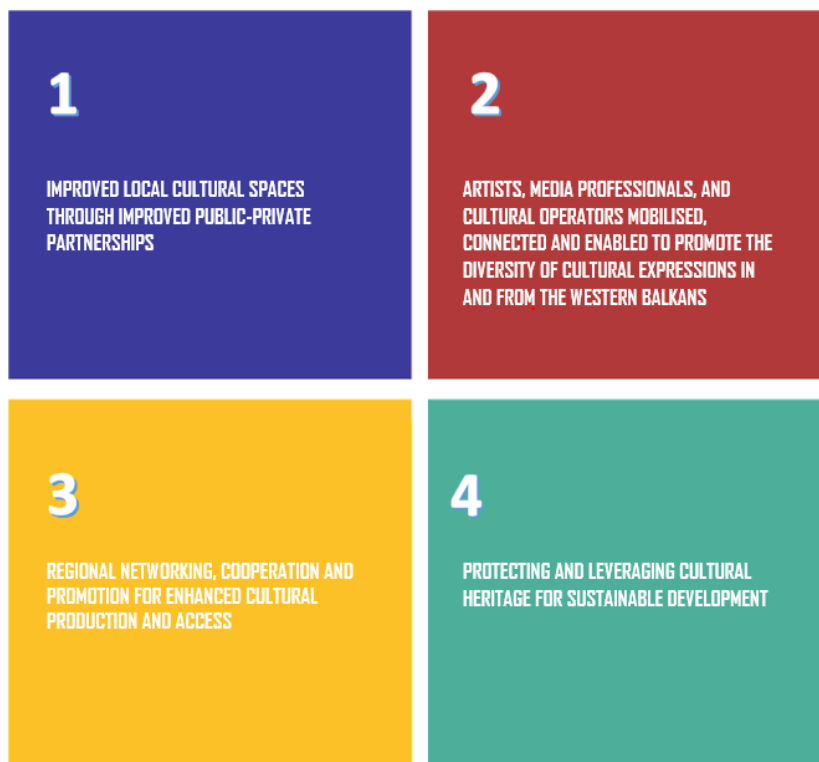 1
IMPROVED LOCAL CULTURAL SPACES
THROUGH IMPROVED PUBLIC-PRIVATE
PARTNERSHIPS
2
ARTISTS, MEDIA PROFESSIONALS, AND
CULTURAL OPERATORS MOBILISED,
CONNECTED AND ENABLED TO PROMOTE THE
DIVERSITY OF CULTURAL EXPRESSIONS IN
AND FROM THE WESTERN BALKANS
3
REGIONAL NETWORKING, COOPERATION AND
PROMOTION FOR ENHANCED CULTURAL
PRODUCTION AND ACCESS
4
PROTECTING AND LEVERAGING CULTURAL
HERITAGE FOR SUSTAINABLE DEVELOPMENT